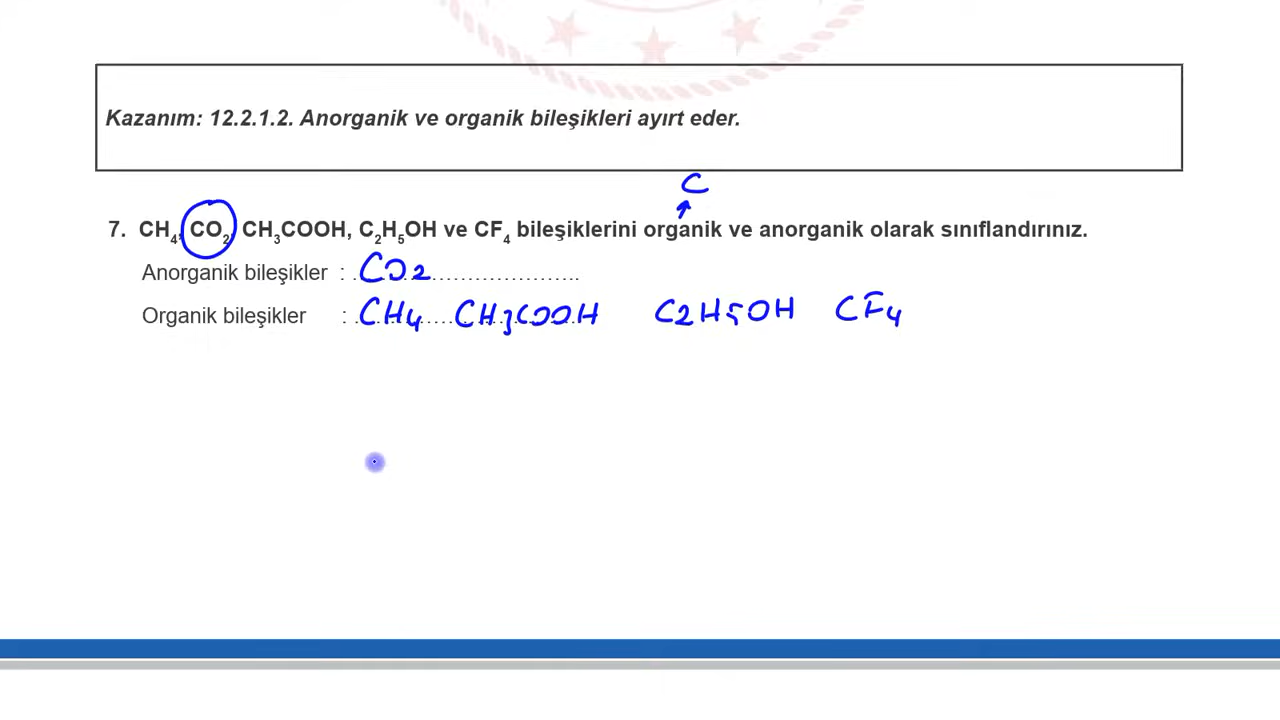 Kazanım: 12.2.1.2. Anorganik ve organik bileşikleri ayırt eder.
C
7. CH₄, CO₂, CH₃COOH, C₂H₅OH ve CF₄ bileşiklerini organik ve anorganik olarak sınıflandırınız.
Anorganik bileşikler : CO2
Organik bileşikler : CH4 CH3COOH C2H5OH CF4